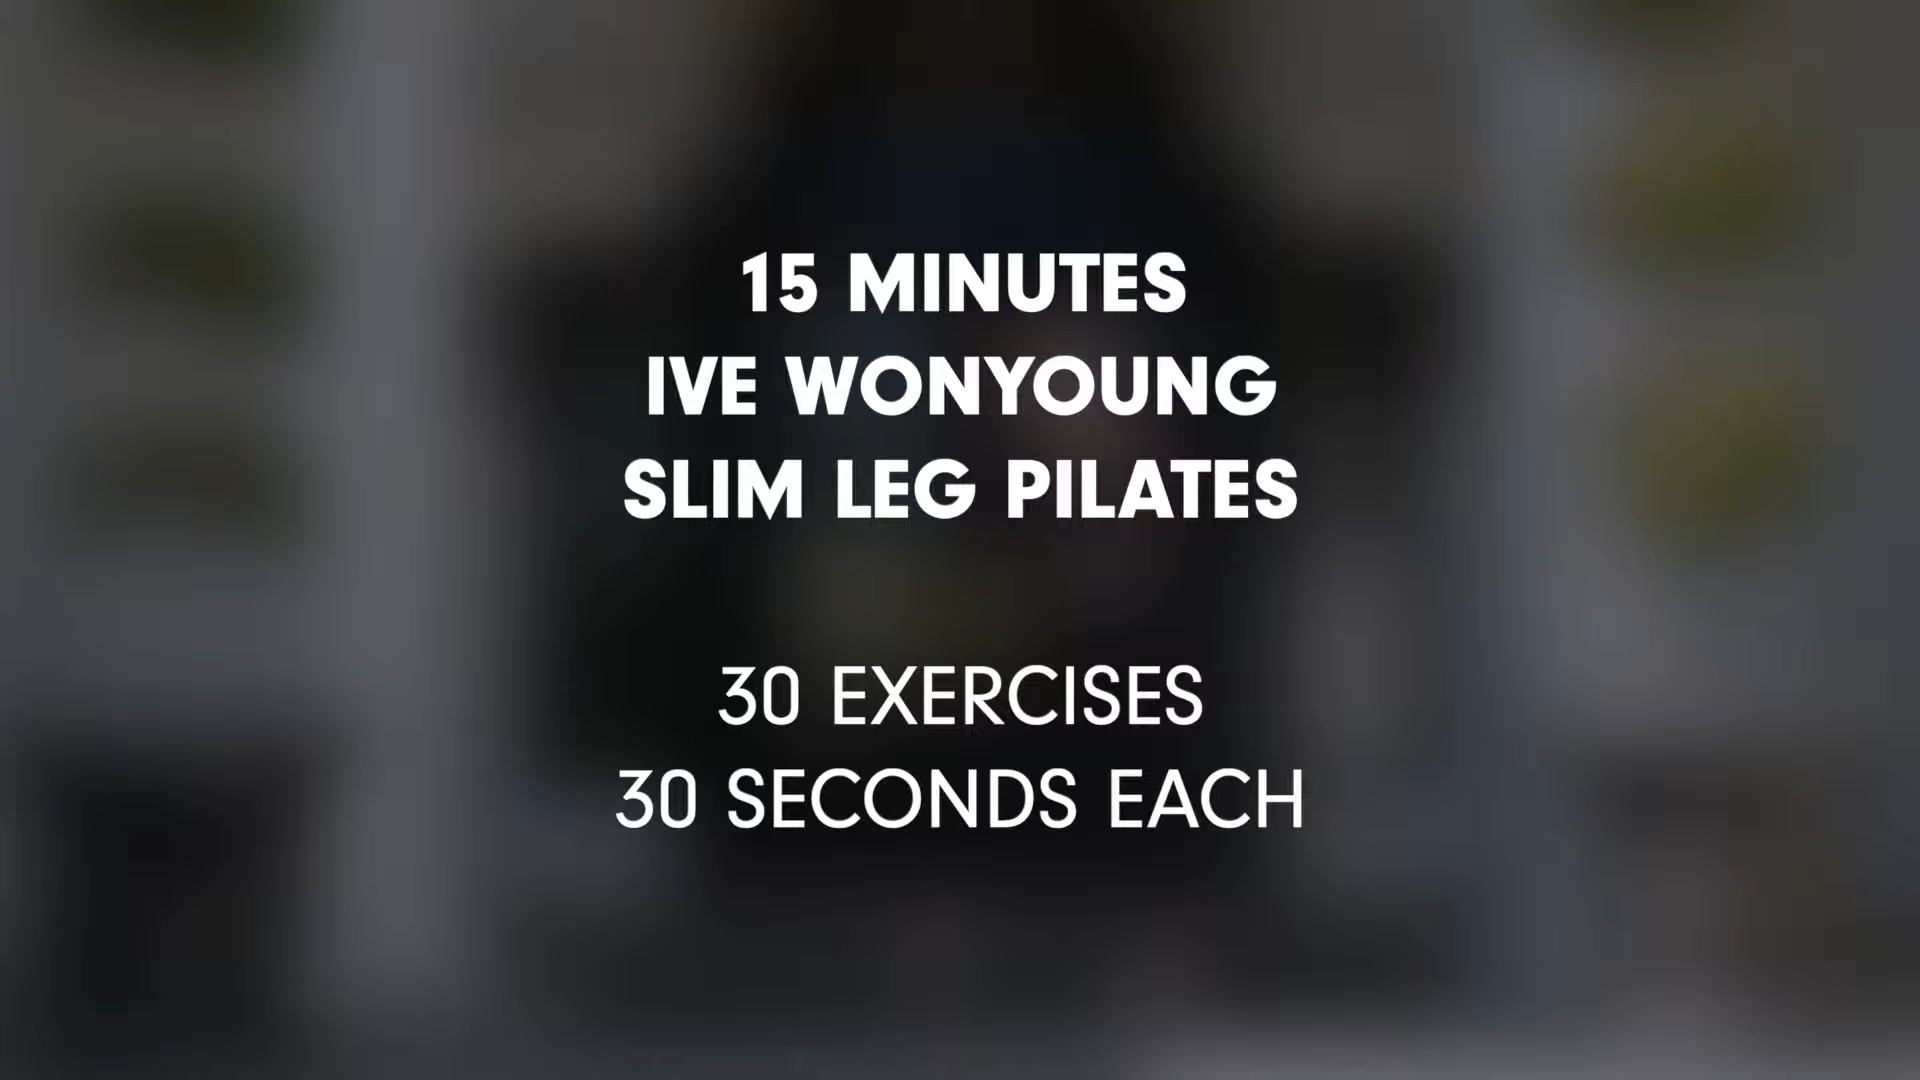 15 MINUTES
IVE WONYOUNG
SLIM LEG PILATES
30 EXERCISES
30 SECONDS EACH